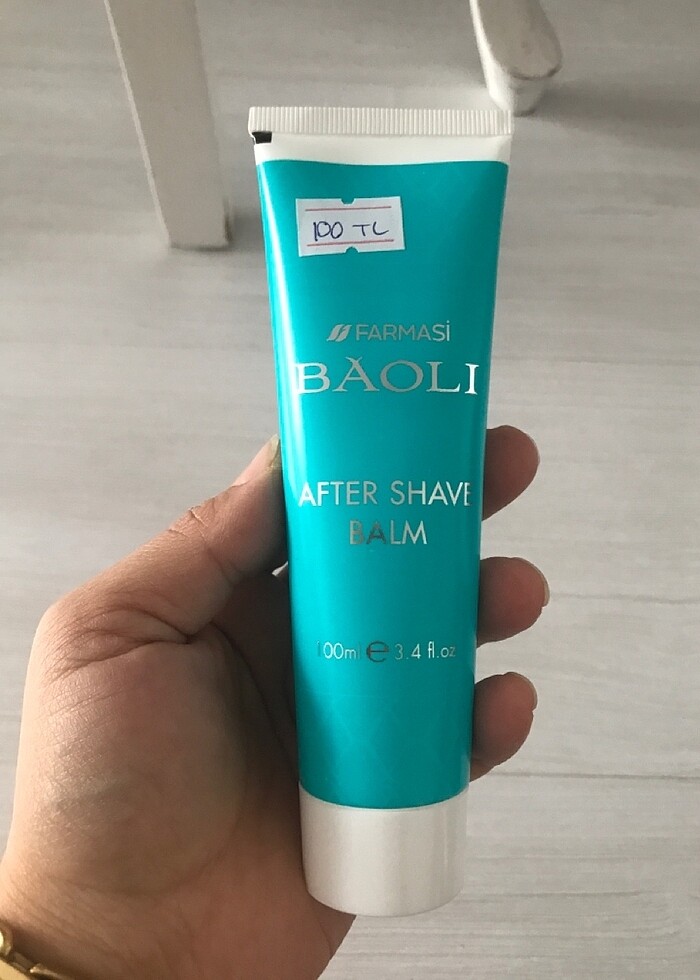 100 TL
FARMASİ
BÀOLI
AFTER SHAVE
BALM
100ml e 3.4 fl.oz